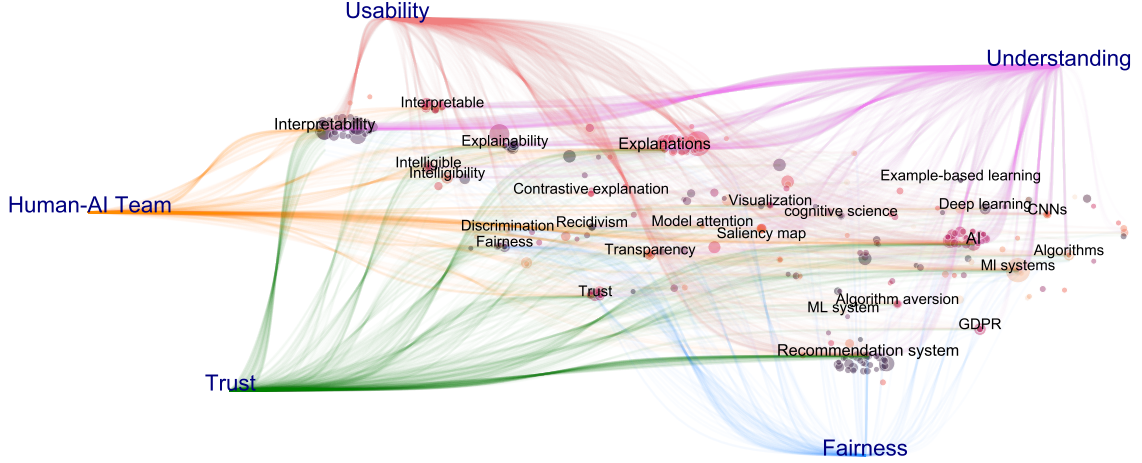 Usability
Understanding
Interpretable
Interpretability
Explainability
Explanations
Intelligible
Intelligibility
Example-based learning
Contrastive explanation
Visualization
Human-AI Team
cognitive science
Deep learning
CNNs
Discrimination
Recidivism
Model attention
Saliency map
Fairness
Transparency
AI
Algorithms
Ml systems
Trust
Algorithm aversion
ML system
GDPR
Recommendation system
Trust
Fairness